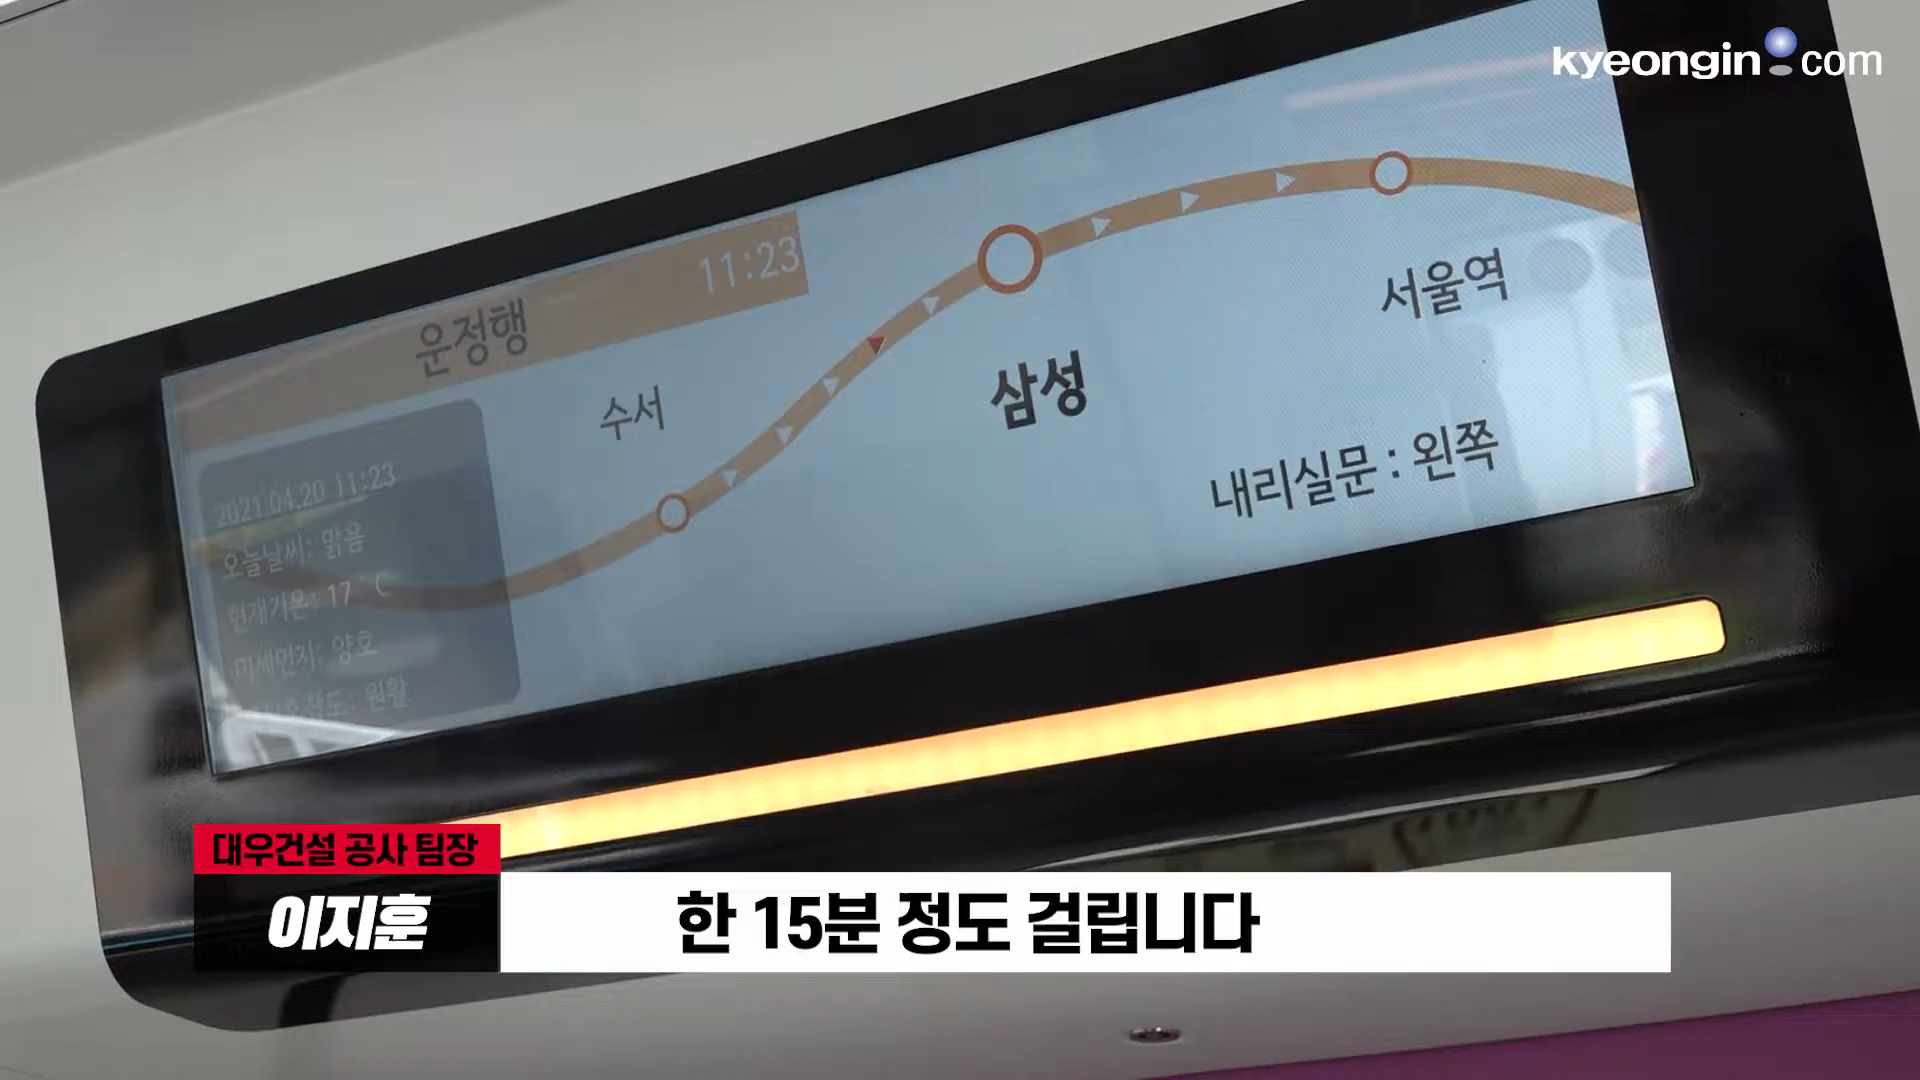 kyeongin.com
11:23
운정행
서울역
수서
삼성
내리실문 : 왼쪽
2021.04.20 11:23
오늘날씨: 맑음
현재기온: 17°C
미세먼지: 양호
원활
대우건설 공사 팀장
이지훈
한 15분 정도 걸립니다